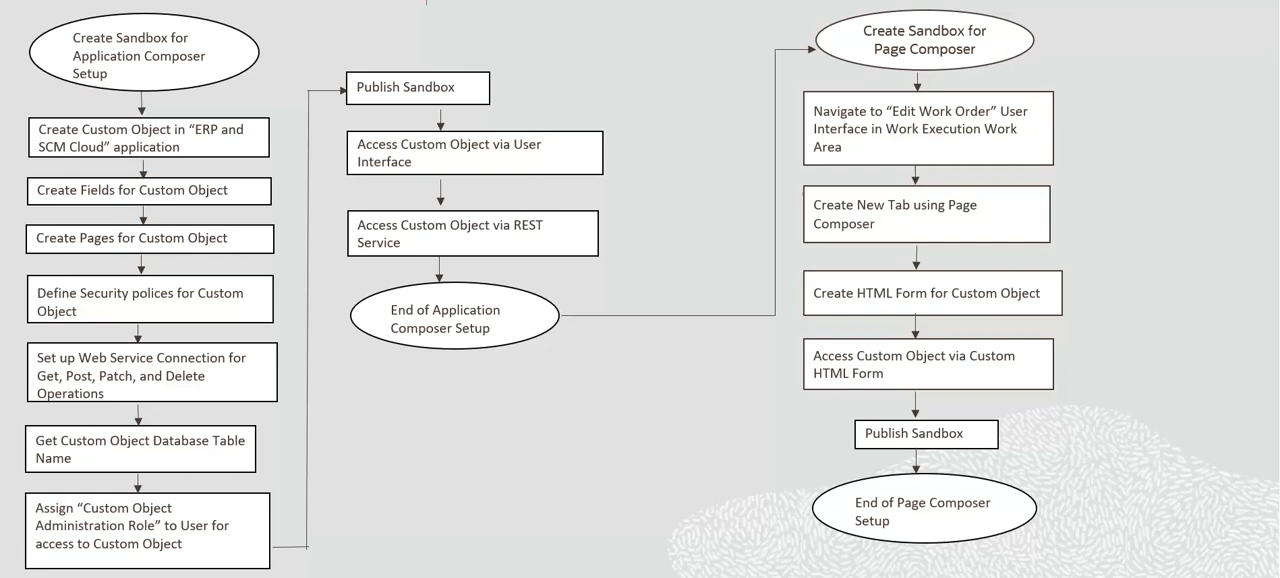 Create Sandbox for
Application Composer
Setup
Create Custom Object in “ERP and
SCM Cloud” application
Create Fields for Custom Object
Create Pages for Custom Object
Define Security polices for Custom
Object
Set up Web Service Connection for
Get, Post, Patch, and Delete
Operations
Get Custom Object Database Table
Name
Assign “Custom Object
Administration Role” to User for
access to Custom Object
Publish Sandbox
Access Custom Object via User
Interface
Access Custom Object via REST
Service
End of Application
Composer Setup
Create Sandbox for
Page Composer
Navigate to “Edit Work Order” User
Interface in Work Execution Work
Area
Create New Tab using Page
Composer
Create HTML Form for Custom Object
Access Custom Object via Custom
HTML Form
Publish Sandbox
End of Page Composer
Setup